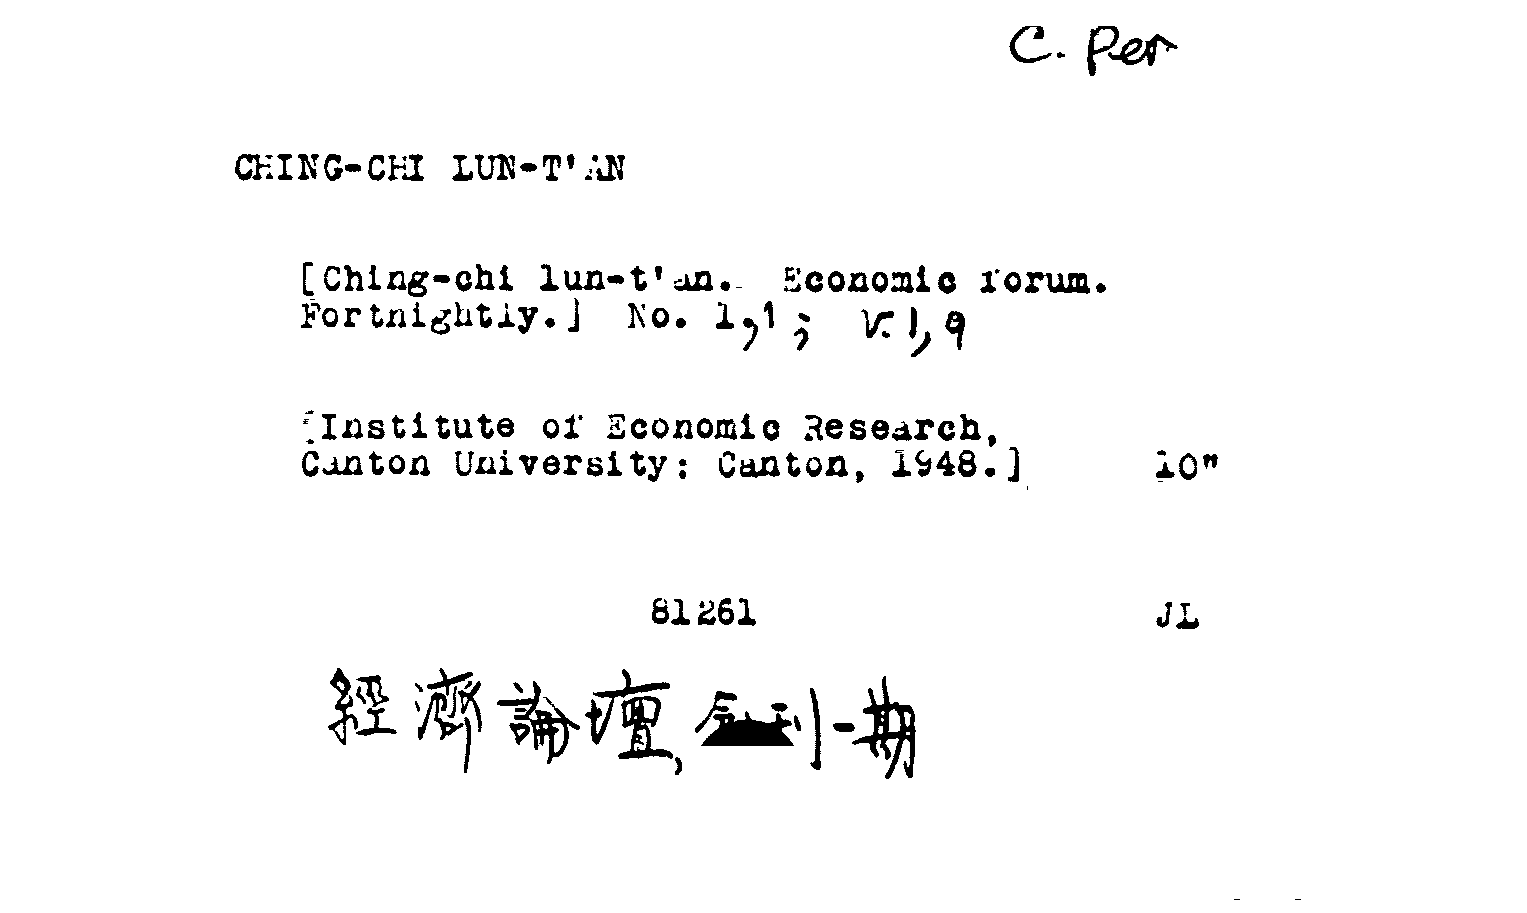 C. Per
CHING-CHI LUN-T'AN
[Ching-chi lun-t'an. Economic forum.
Fortnightly.] No. 1,1; v.1,9
[Institute of Economic Research,
Canton University: Canton, 1948.] 10"
81261 JL
經濟論壇, 刊一期